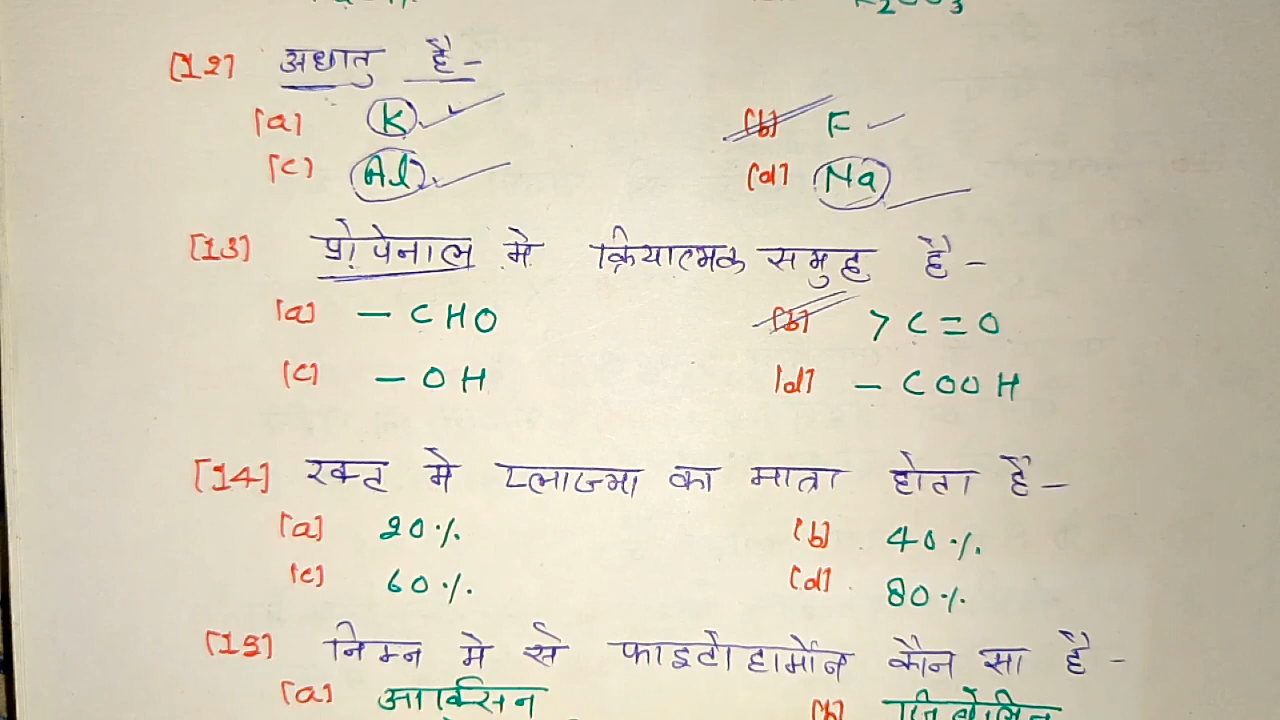 [12] अधातु है -
(a) K (b) F
(c) Al (d) Na
[13] प्रोपेनाल मे क्रियात्मक समुह है -
(a) - CHO (b) >C=O
(c) - OH (d) - COOH
[14] रक्त मे प्लाज्मा का मात्रा होता है -
(a) 20% (b) 40%
(c) 60% (d) 80%
[15] निम्न मे से फाइटोहार्मोन कौन सा है -
(a) आक्सिन (b)